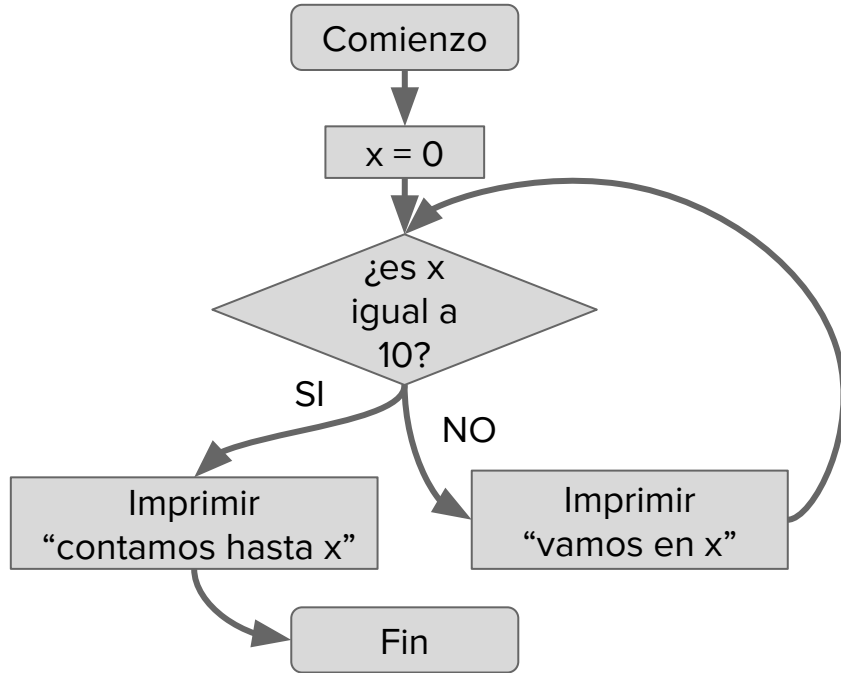 Comienzo
x = 0
¿es x
igual a
10?
SI
NO
Imprimir
“contamos hasta x”
Imprimir
“vamos en x”
Fin